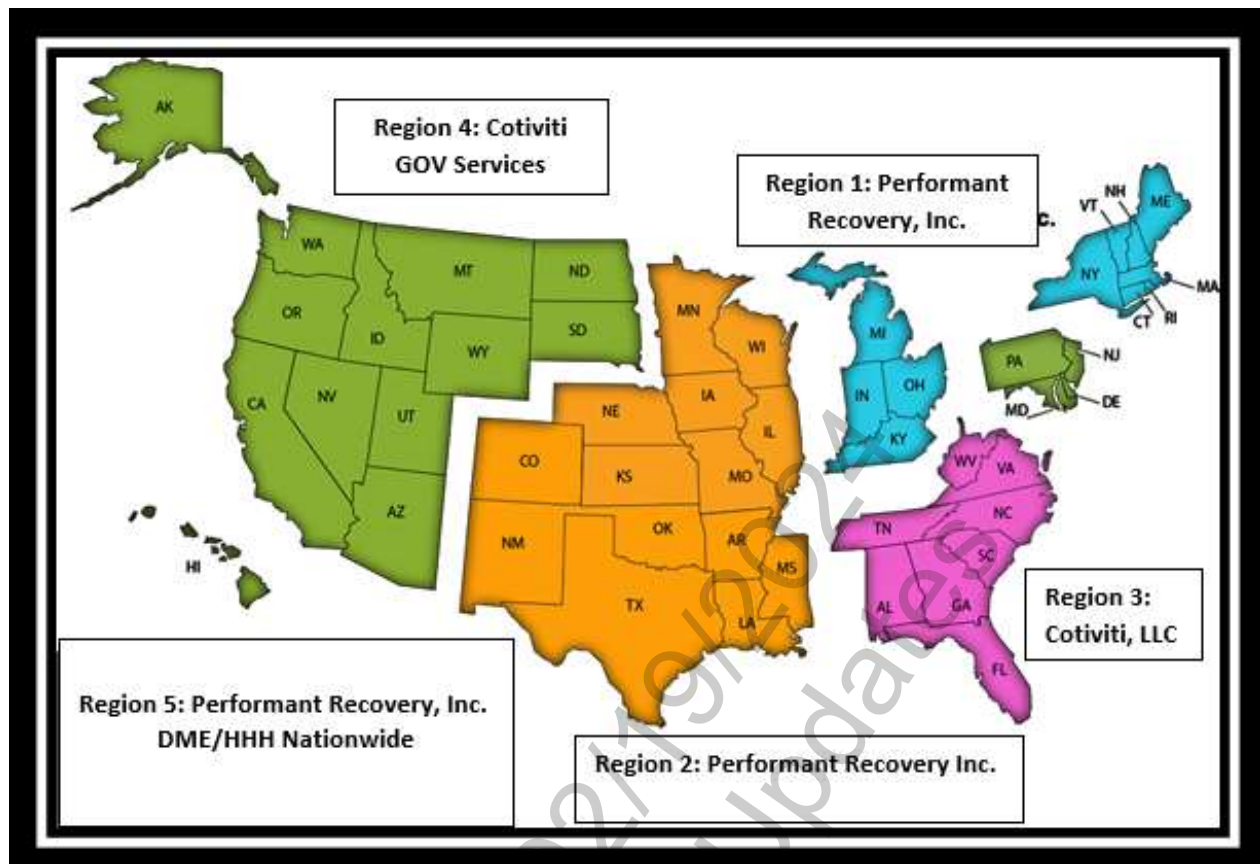 AK
Region 4: Cotiviti
GOV Services
Region 1: Performant
Recovery, Inc.
c.
NH
VT
ME
NY
MA
CT
RI
WA
MT
ND
OR
ID
SD
WY
MN
WI
MI
PA
NJ
CA
NV
UT
NE
IA
IL
IN
OH
MD
DE
CO
KS
MO
KY
WV
VA
AZ
NM
OK
AR
TN
NC
SC
HI
TX
LA
MS
AL
GA
FL
Region 3:
Cotiviti, LLC
Region 5: Performant Recovery, Inc.
DME/HHH Nationwide
Region 2: Performant Recovery Inc.
02/19/2024
Updates